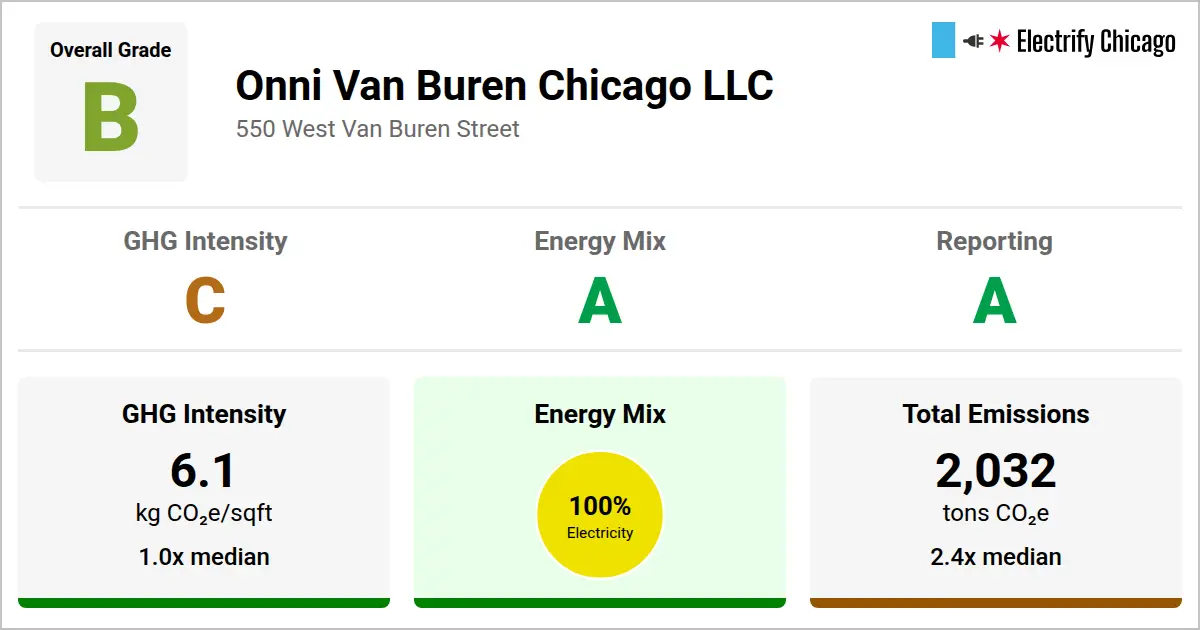 Overall Grade
B
Onni Van Buren Chicago LLC
550 West Van Buren Street
Electrify Chicago
GHG Intensity
C
Energy Mix
A
Reporting
A
GHG Intensity
6.1
kg CO₂e/sqft
1.0x median
Energy Mix
100%
Electricity
Total Emissions
2,032
tons CO₂e
2.4x median